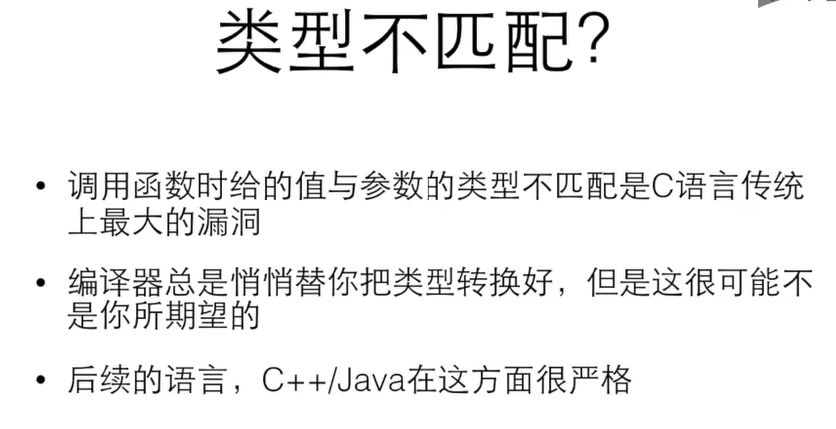 类型不匹配?
• 调用函数时给的值与参数的类型不匹配是C语言传统
上最大的漏洞
• 编译器总是悄悄替你把类型转换好，但是这很可能不
是你所期望的
• 后续的语言，C++/Java在这方面很严格